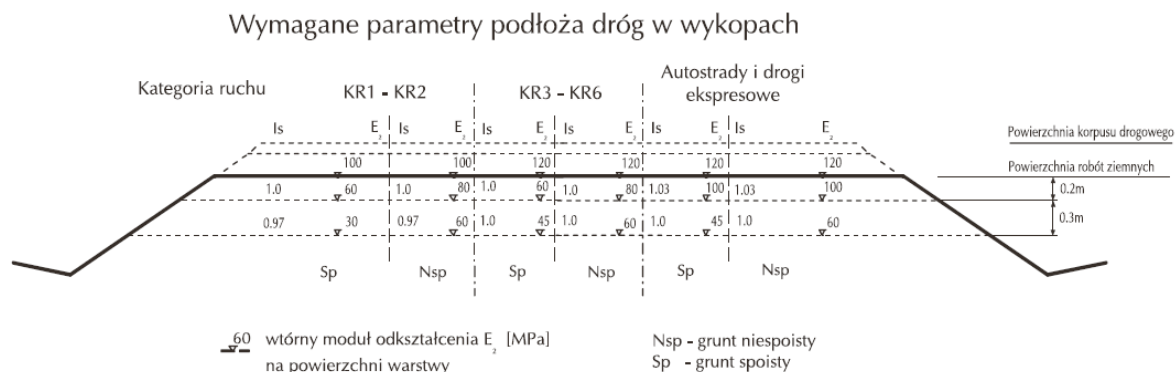 Wymagane parametry podłoża dróg w wykopach
Kategoria ruchu KR1 - KR2 KR3 - KR6 Autostrady i drogi
ekspresowe
Is E₂ Is E₂ Is E₂ Is E₂ Is E₂ Is E₂
Powierzchnia korpusu drogowego
100 100 120 120 120 120
Powierzchnia robót ziemnych
1.0 60 1.0 80 1.0 60 1.0 80 1.03 100 1.03 100 0.2m
0.97 30 0.97 60 1.0 45 1.0 60 1.0 45 1.0 60 0.3m
Sp Nsp Sp Nsp Sp Nsp
60 wtórny moduł odkształcenia E₂ [MPa]
na powierzchni warstwy
Nsp - grunt niespoisty
Sp - grunt spoisty